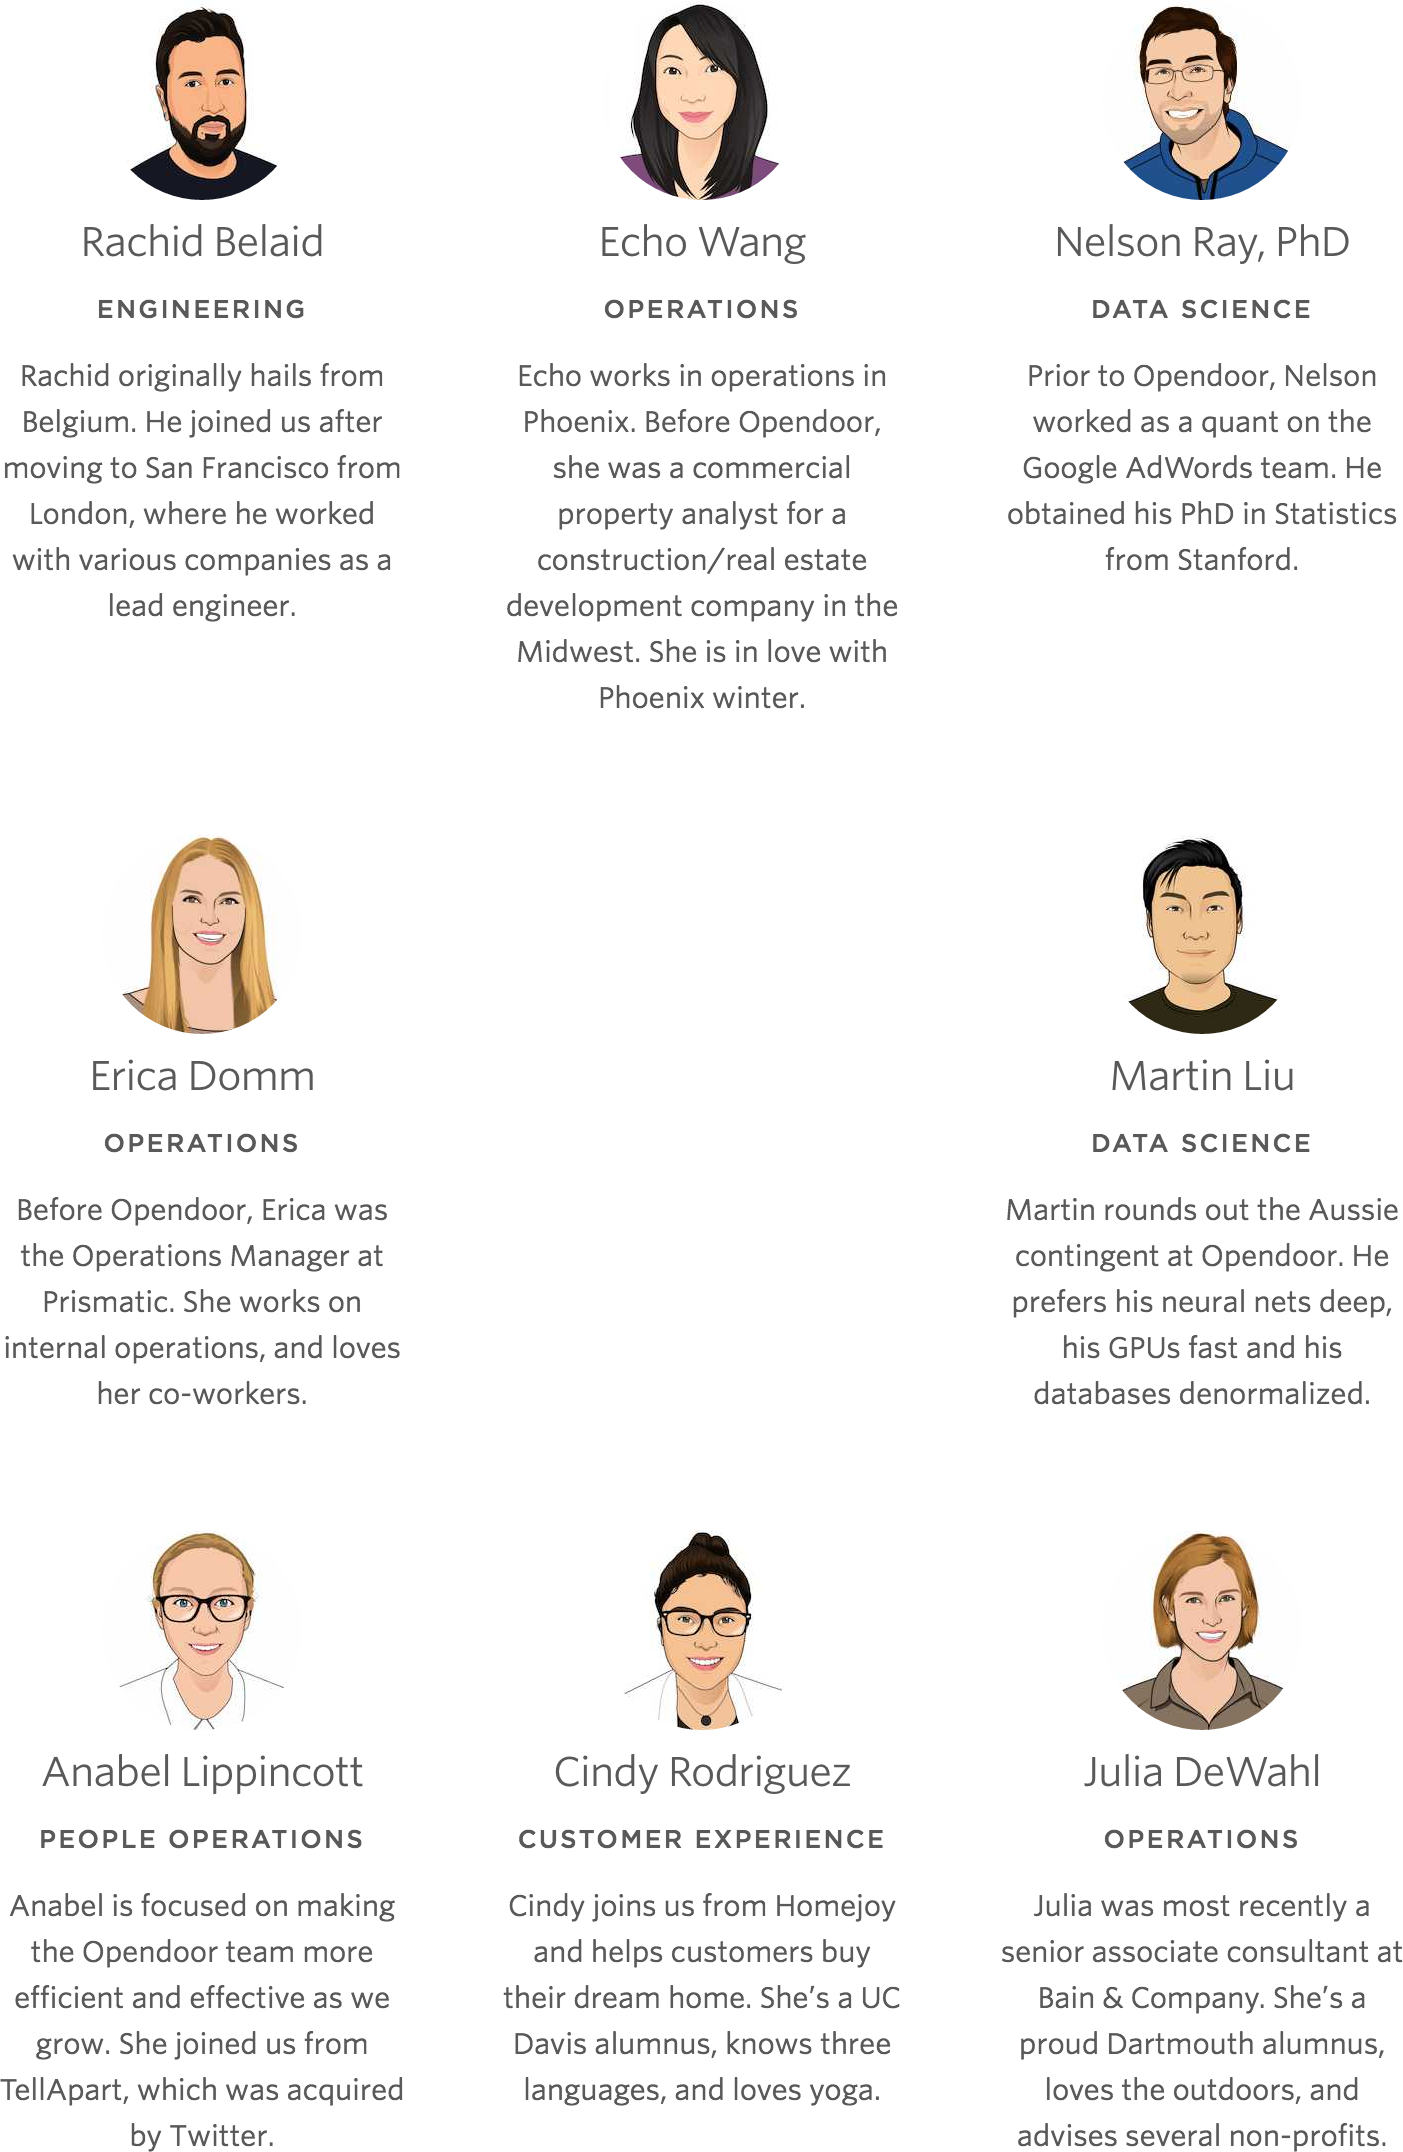 Rachid Belaid
ENGINEERING
Rachid originally hails from
Belgium. He joined us after
moving to San Francisco from
London, where he worked
with various companies as a
lead engineer.
Echo Wang
OPERATIONS
Echo works in operations in
Phoenix. Before Opendoor,
she was a commercial
property analyst for a
construction/real estate
development company in the
Midwest. She is in love with
Phoenix winter.
Nelson Ray, PhD
DATA SCIENCE
Prior to Opendoor, Nelson
worked as a quant on the
Google AdWords team. He
obtained his PhD in Statistics
from Stanford.
Erica Domm
OPERATIONS
Before Opendoor, Erica was
the Operations Manager at
Prismatic. She works on
internal operations, and loves
her co-workers.
Martin Liu
DATA SCIENCE
Martin rounds out the Aussie
contingent at Opendoor. He
prefers his neural nets deep,
his GPUs fast and his
databases denormalized.
Anabel Lippincott
PEOPLE OPERATIONS
Anabel is focused on making
the Opendoor team more
efficient and effective as we
grow. She joined us from
TellApart, which was acquired
by Twitter.
Cindy Rodriguez
CUSTOMER EXPERIENCE
Cindy joins us from Homejoy
and helps customers buy
their dream home. She’s a UC
Davis alumnus, knows three
languages, and loves yoga.
Julia DeWahl
OPERATIONS
Julia was most recently a
senior associate consultant at
Bain & Company. She’s a
proud Dartmouth alumnus,
loves the outdoors, and
advises several non-profits.